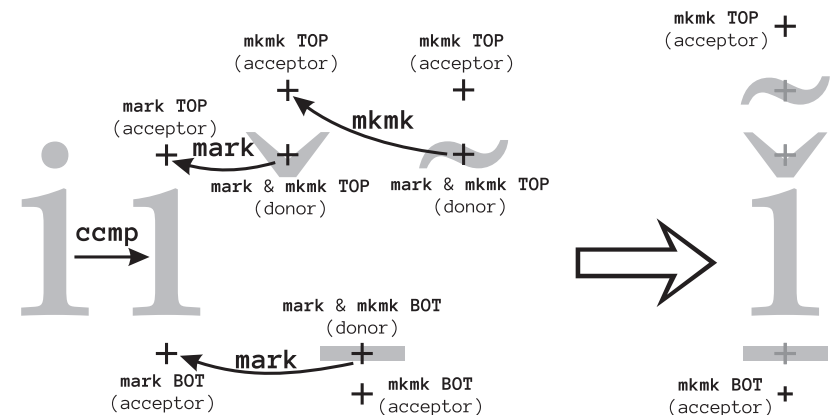 mkmk TOP
(acceptor)
mkmk TOP
(acceptor)
mkmk TOP
(acceptor)
mark TOP
(acceptor)
mark
mkmk
mark & mkmk TOP
(donor)
mark & mkmk TOP
(donor)
i
ccmp
ı
mark & mkmk BOT
(donor)
mark
mark BOT
(acceptor)
mkmk BOT
(acceptor)
mkmk BOT
(acceptor)